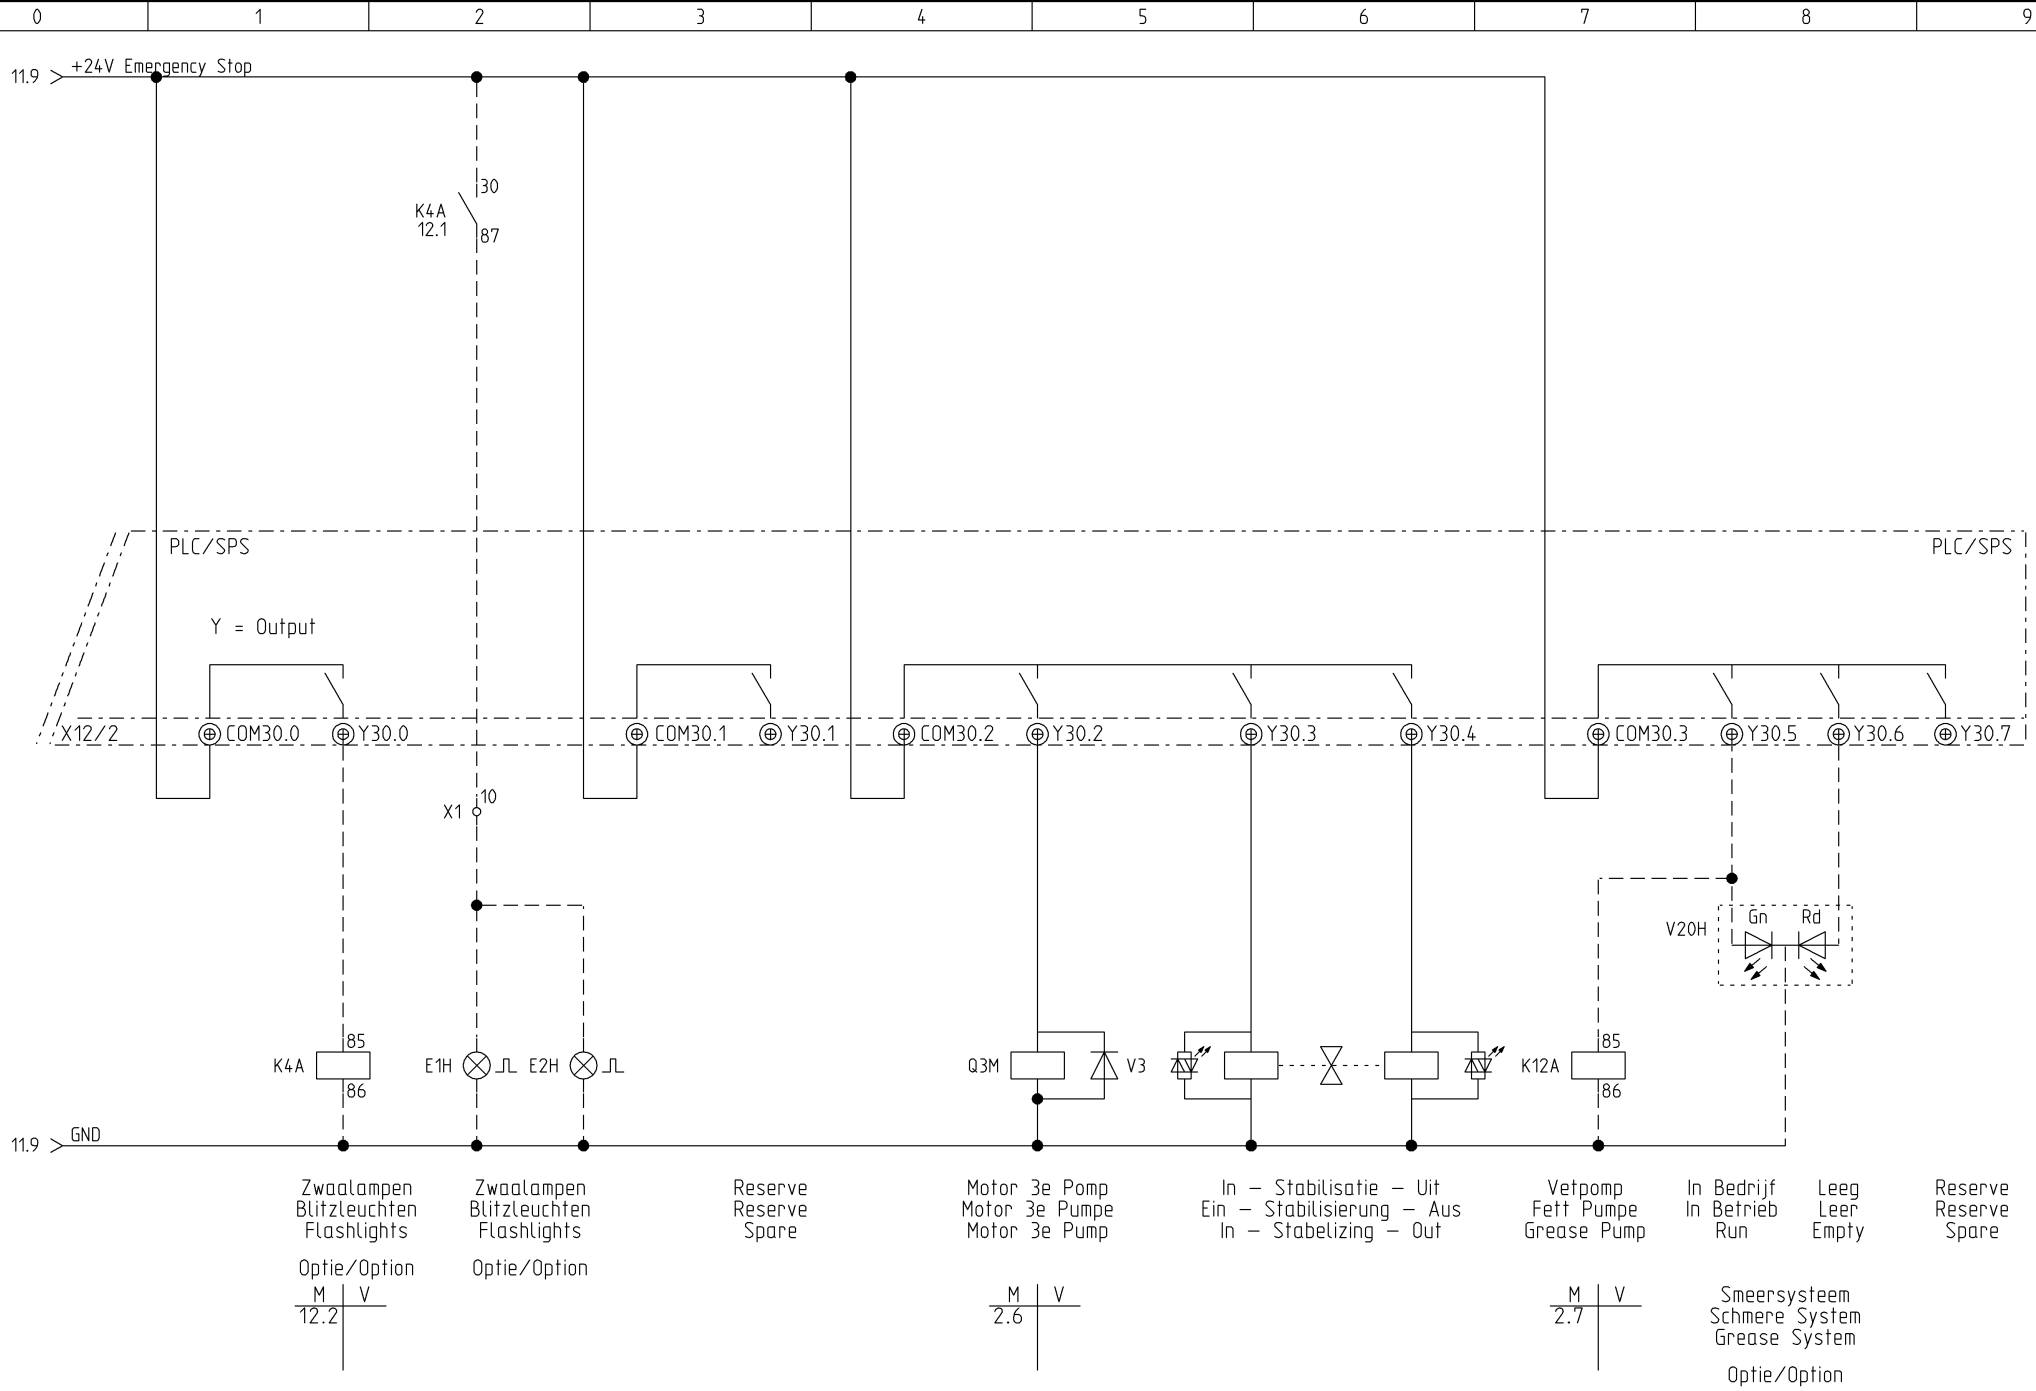 0 1 2 3 4 5 6 7 8 9
11.9 +24V Emergency Stop
30
K4A
12.1
87
PLC/SPS PLC/SPS
Y = Output
X12/2 COM30.0 Y30.0 COM30.1 Y30.1 COM30.2 Y30.2 Y30.3 Y30.4 COM30.3 Y30.5 Y30.6 Y30.7
10
X1
Gn Rd
V20H
85 85
K4A E1H E2H Q3M V3 K12A
86 86
11.9 GND
Zwaalampen Zwaalampen Reserve Motor 3e Pomp In – Stabilisatie – Uit Vetpomp In Bedrijf Leeg Reserve
Blitzleuchten Blitzleuchten Reserve Motor 3e Pumpe Ein – Stabilisierung – Aus Fett Pumpe In Betrieb Leer Reserve
Flashlights Flashlights Spare Motor 3e Pump In – Stabelizing – Out Grease Pump Run Empty Spare
Optie/Option Optie/Option
M V M V M V Smeersysteem
12.2 2.6 2.7 Schmere System
Grease System
Optie/Option